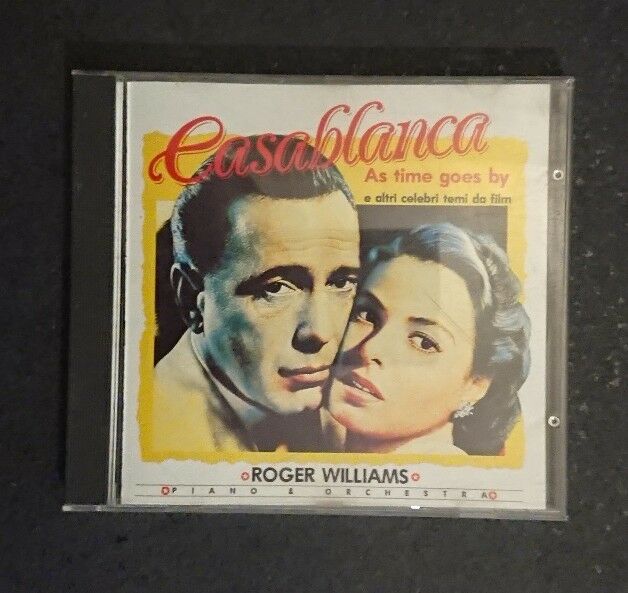 Casablanca
As time goes by
e altri celebri temi da film
ROGER WILLIAMS
PIANO & ORCHESTRA